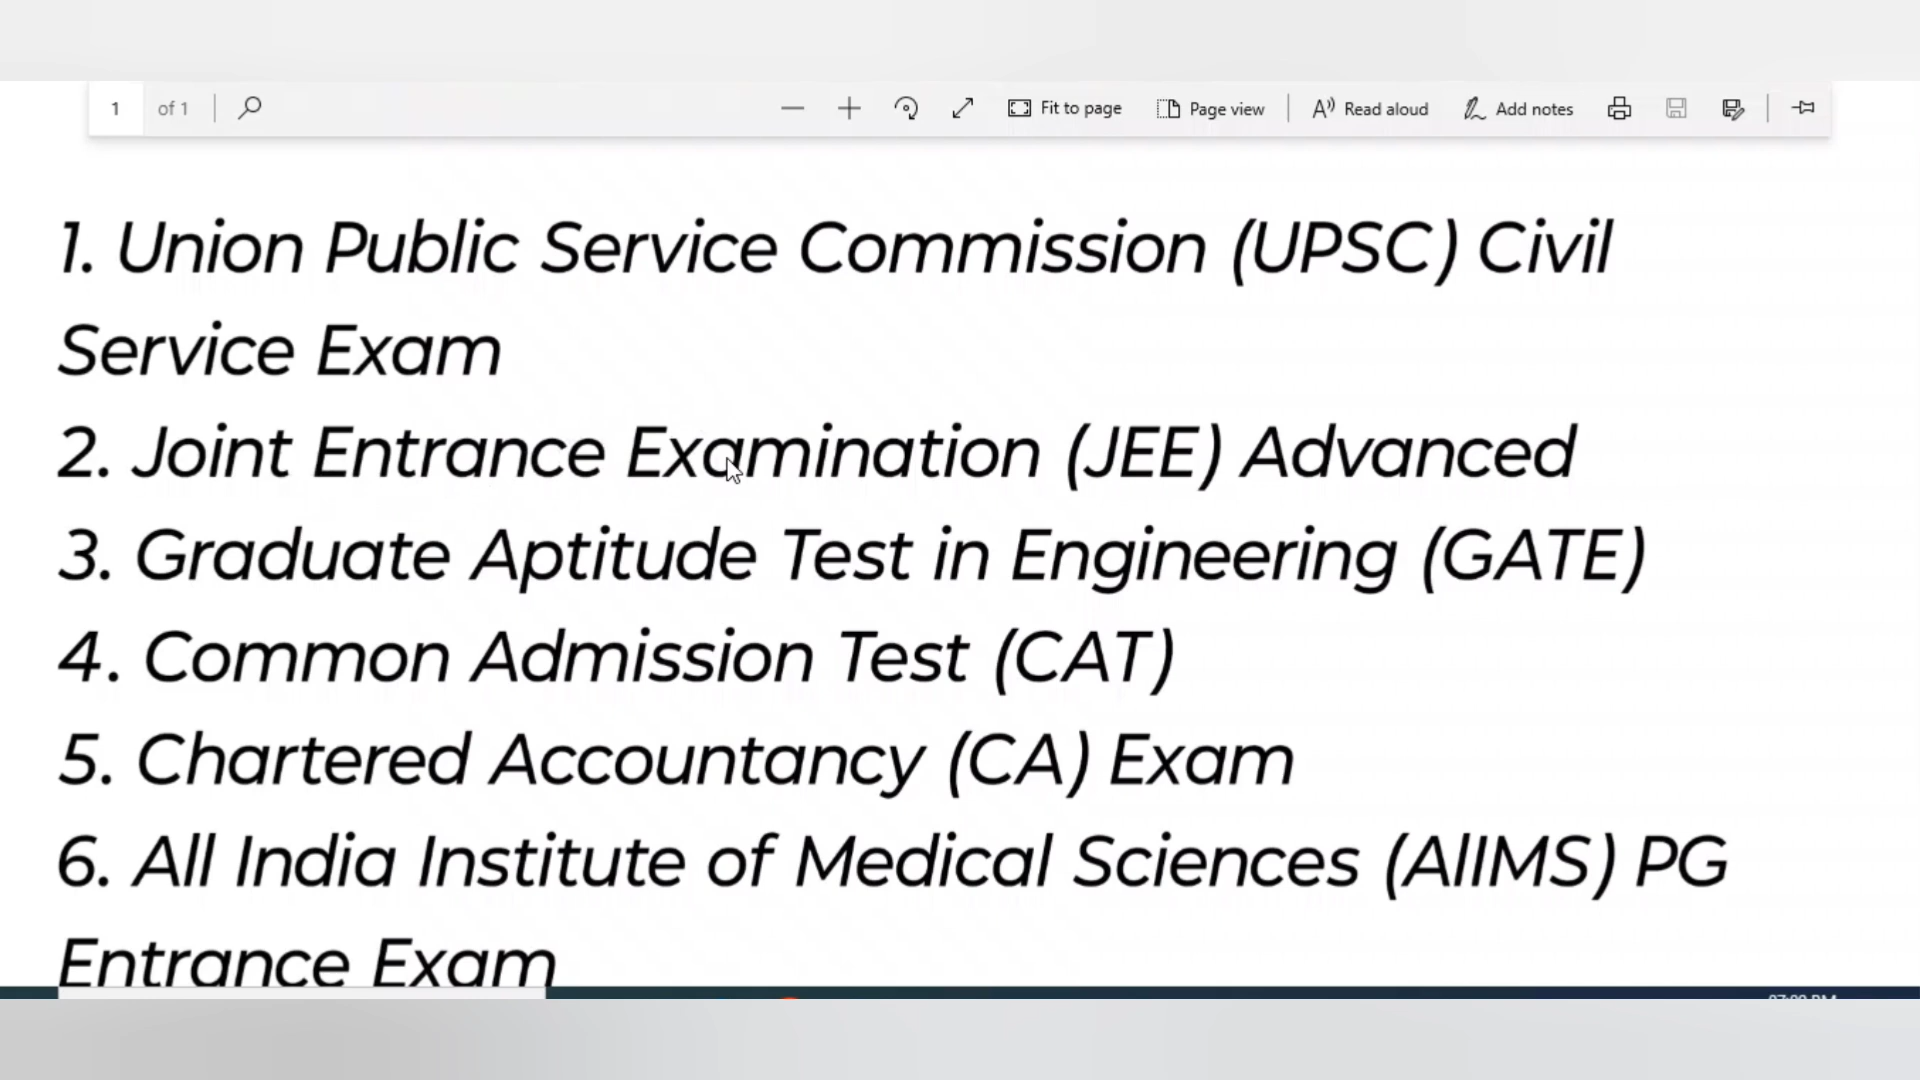 1 of 1 Fit to page Page view Read aloud Add notes
1. Union Public Service Commission (UPSC) Civil
Service Exam
2. Joint Entrance Examination (JEE) Advanced
3. Graduate Aptitude Test in Engineering (GATE)
4. Common Admission Test (CAT)
5. Chartered Accountancy (CA) Exam
6. All India Institute of Medical Sciences (AlIMS) PG
Entrance Exam